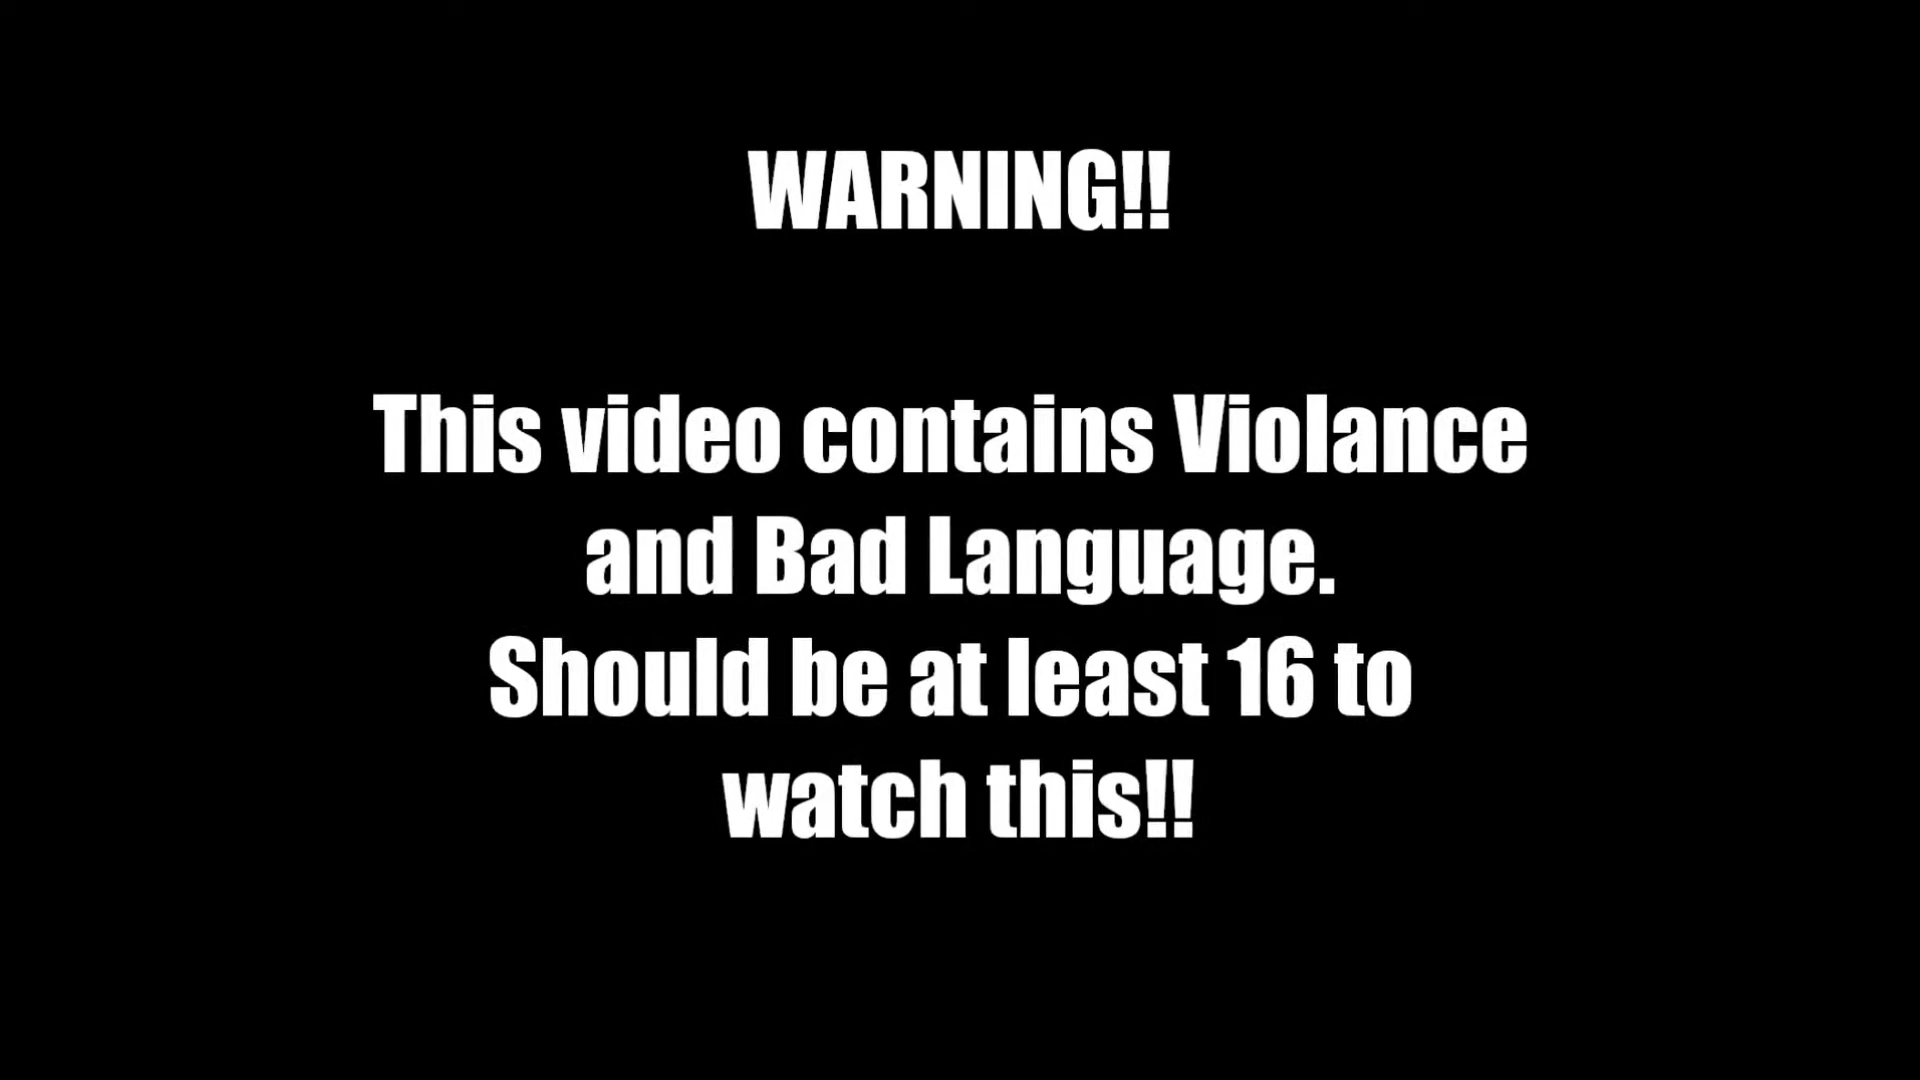 WARNING!!
This video contains Violance
and Bad Language.
Should be at least 16 to
watch this!!